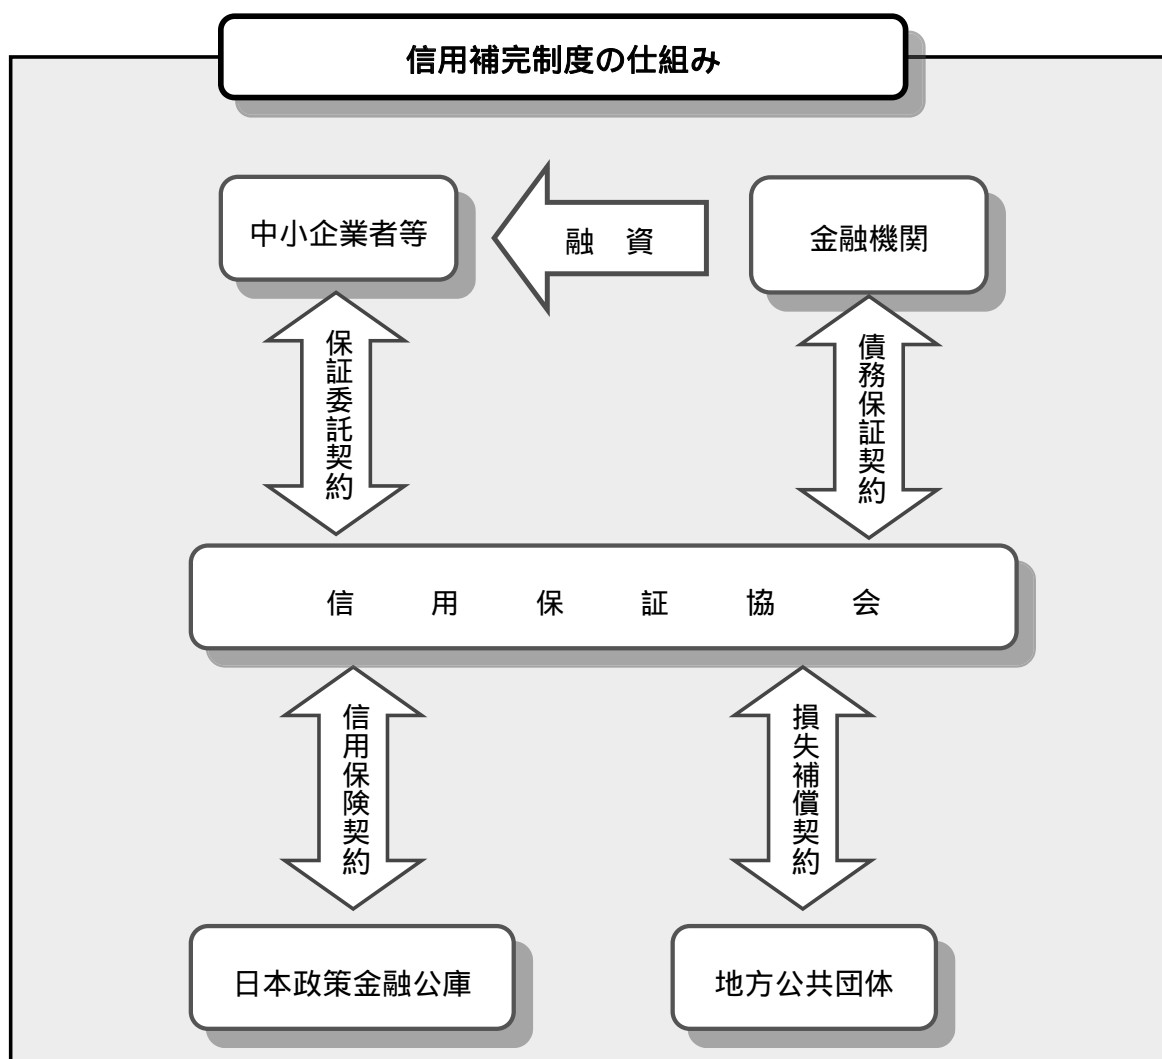 信用補完制度の仕組み
中小企業者等
融 資
金融機関
保証委託契約
債務保証契約
信 用 保 証 協 会
信用保険契約
損失補償契約
日本政策金融公庫
地方公共団体